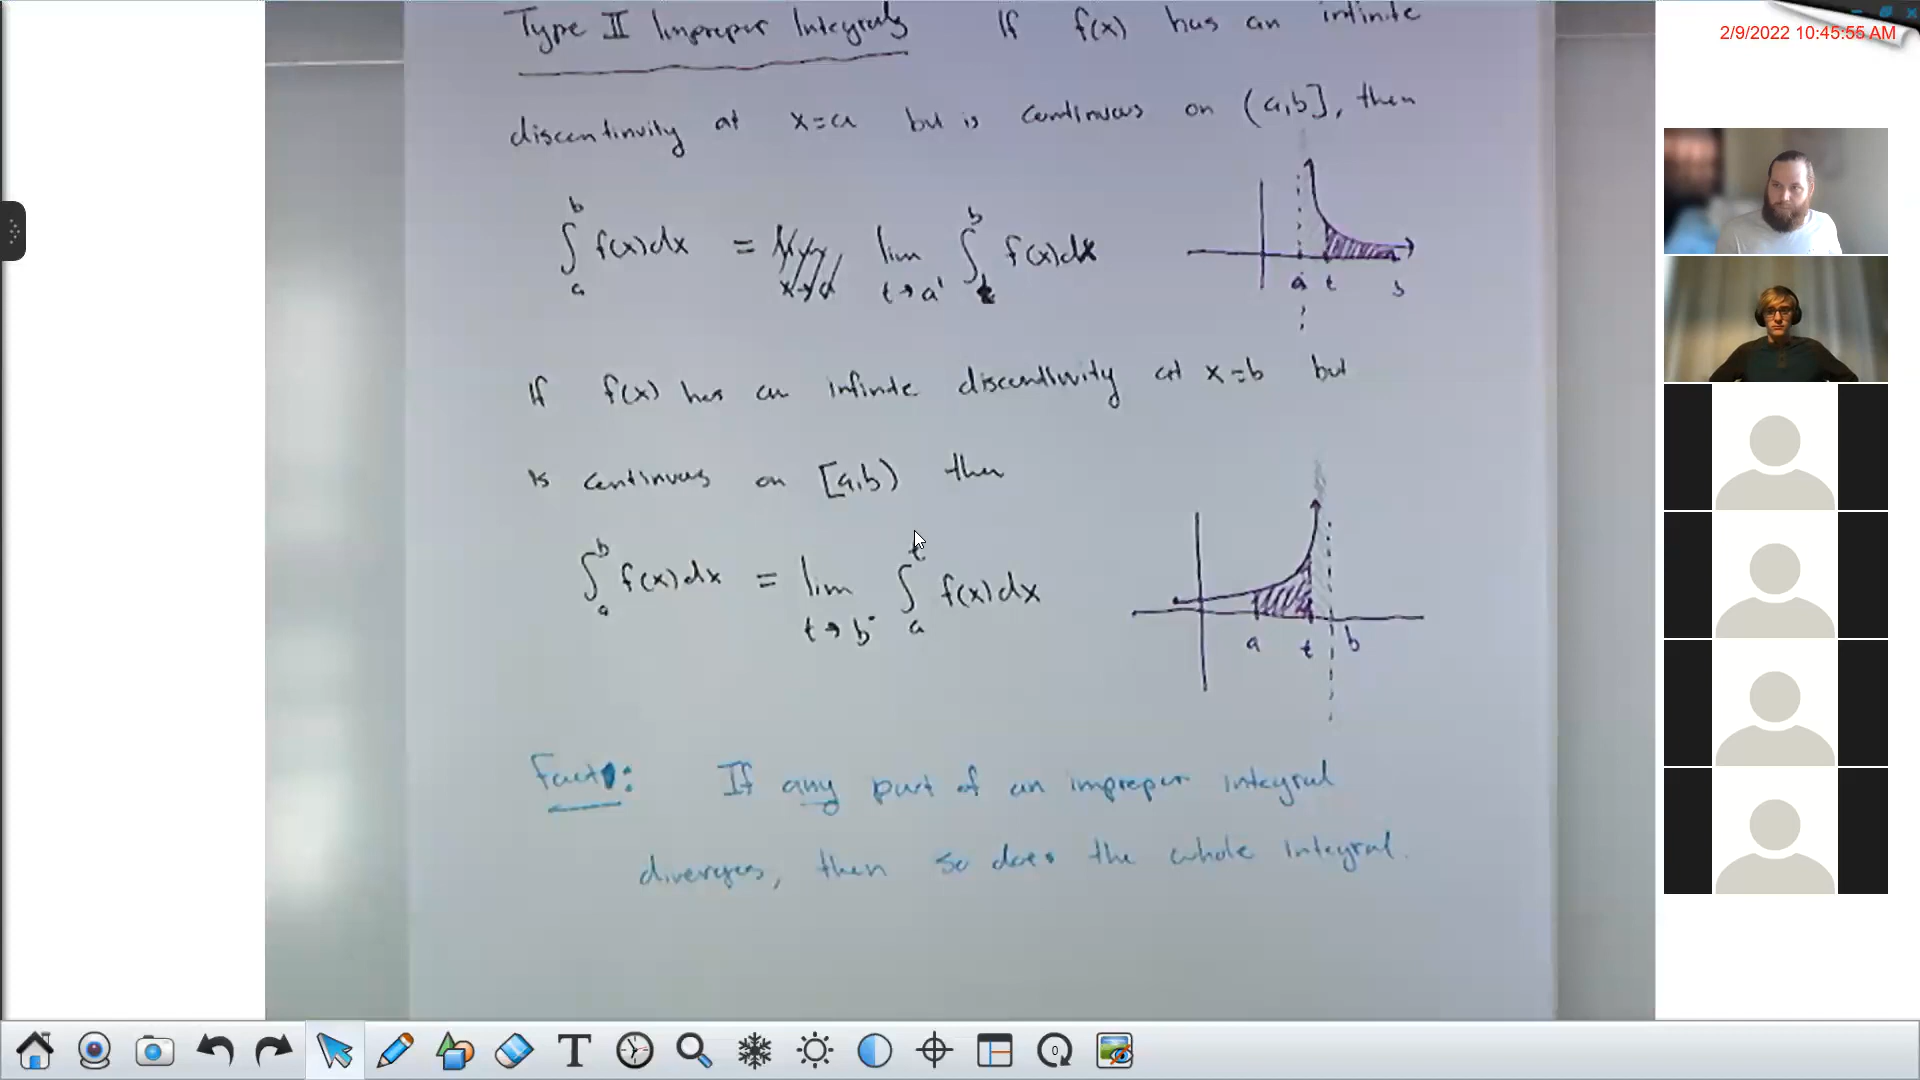 Type II Improper Integrals If f(x) has an infinite
2/9/2022 10:45:55 AM
discontinuity at x=a but is continuous on (a,b], then
∫_a^b f(x)dx = lim_{t→a⁺} ∫_t^b f(x)dx
a t b
If f(x) has an infinite discontinuity at x=b but
is continuous on [a,b) then
∫_a^b f(x)dx = lim_{t→b⁻} ∫_a^t f(x)dx
a t b
Fact: If any part of an improper integral
diverges, then so does the whole integral.
T
0